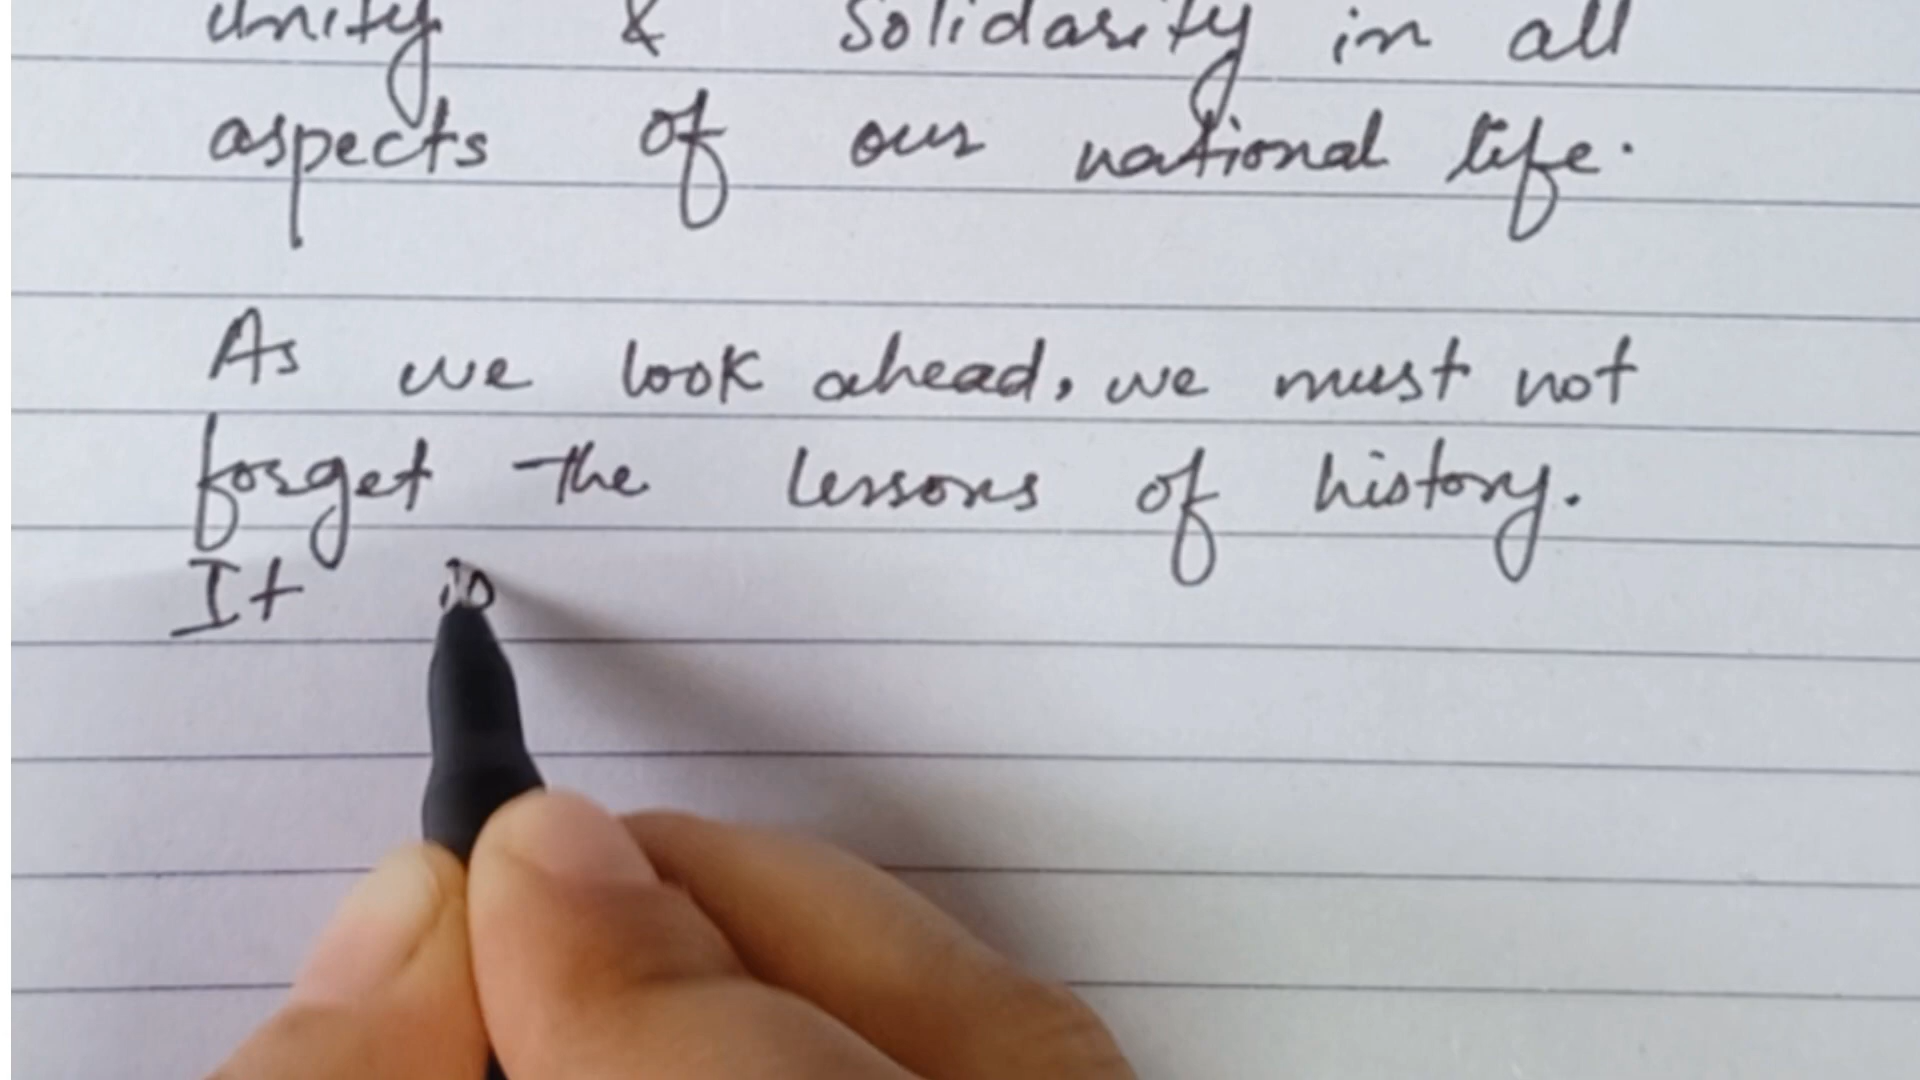 unity & Solidarity in all
aspects of our national life.
As we look ahead, we must not
forget the lessons of history.
It is